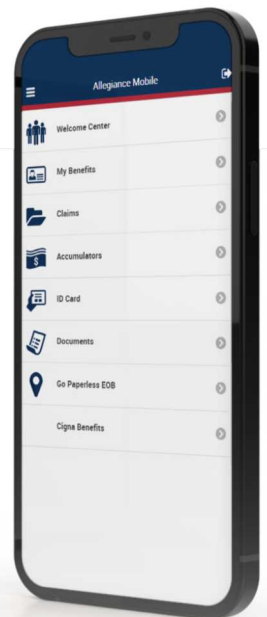 Allegiance Mobile
Welcome Center
My Benefits
Claims
$
Accumulators
ID Card
Documents
Go Paperless EOB
Cigna Benefits